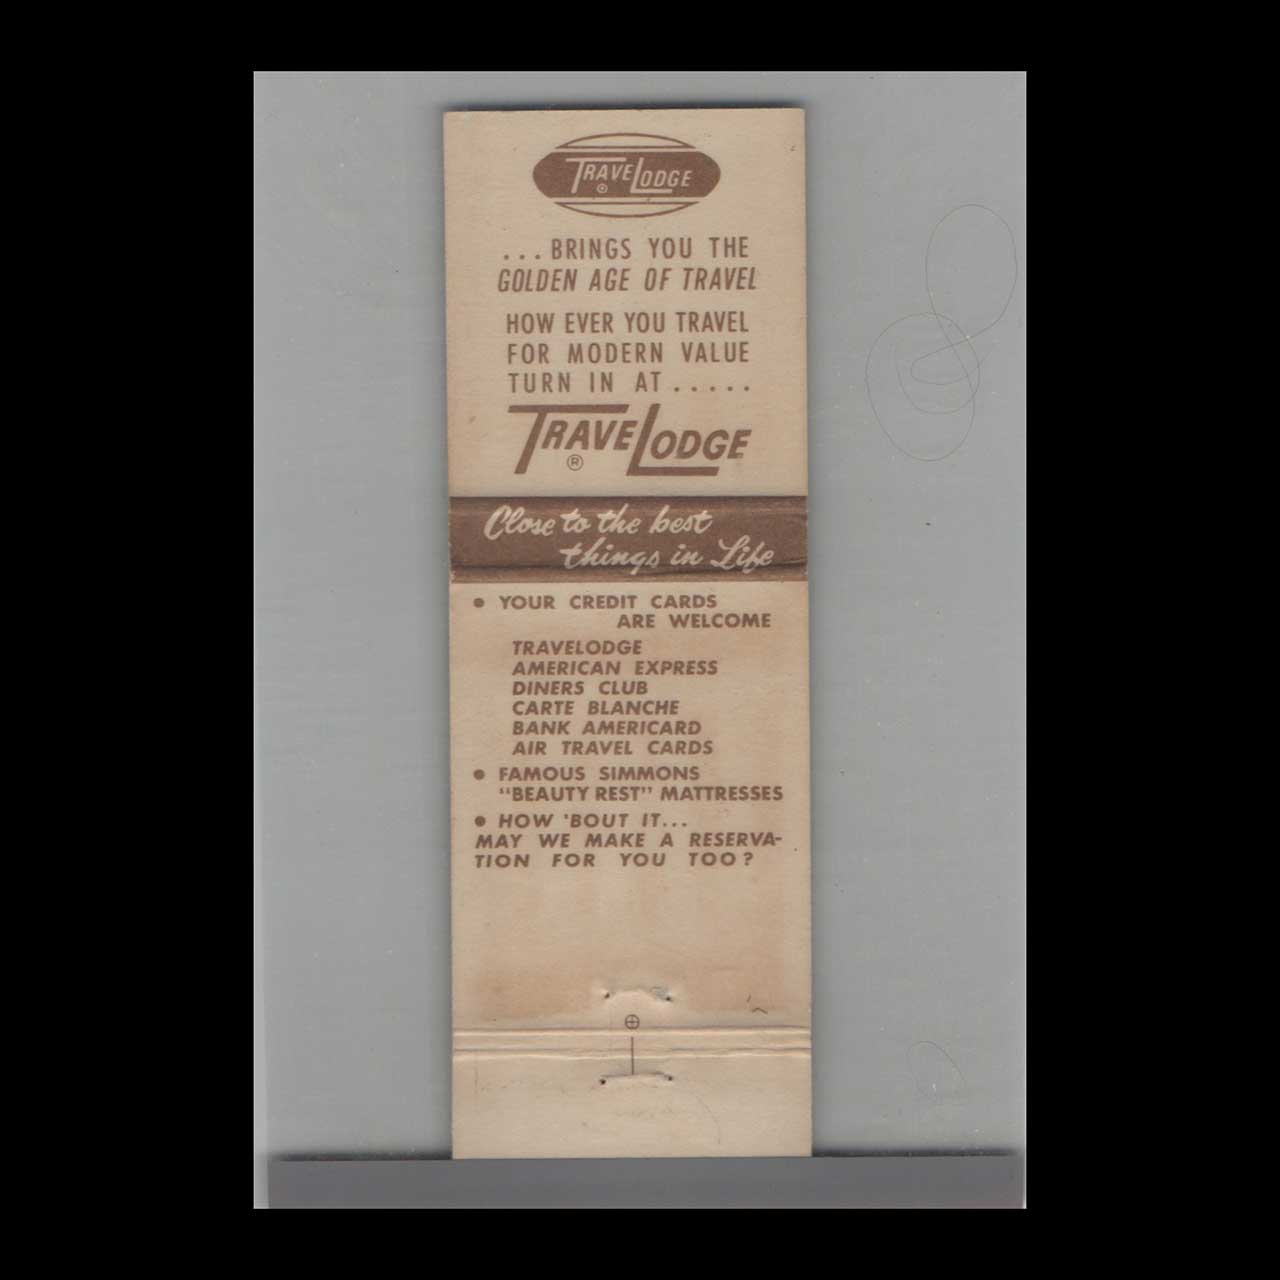 TRAVELODGE
®
...BRINGS YOU THE
GOLDEN AGE OF TRAVEL
HOW EVER YOU TRAVEL
FOR MODERN VALUE
TURN IN AT.....
TRAVELODGE
®
Close to the best
things in Life
• YOUR CREDIT CARDS
ARE WELCOME
TRAVELODGE
AMERICAN EXPRESS
DINERS CLUB
CARTE BLANCHE
BANK AMERICARD
AIR TRAVEL CARDS
• FAMOUS SIMMONS
"BEAUTY REST" MATTRESSES
• HOW 'BOUT IT...
MAY WE MAKE A RESERVA-
TION FOR YOU TOO?